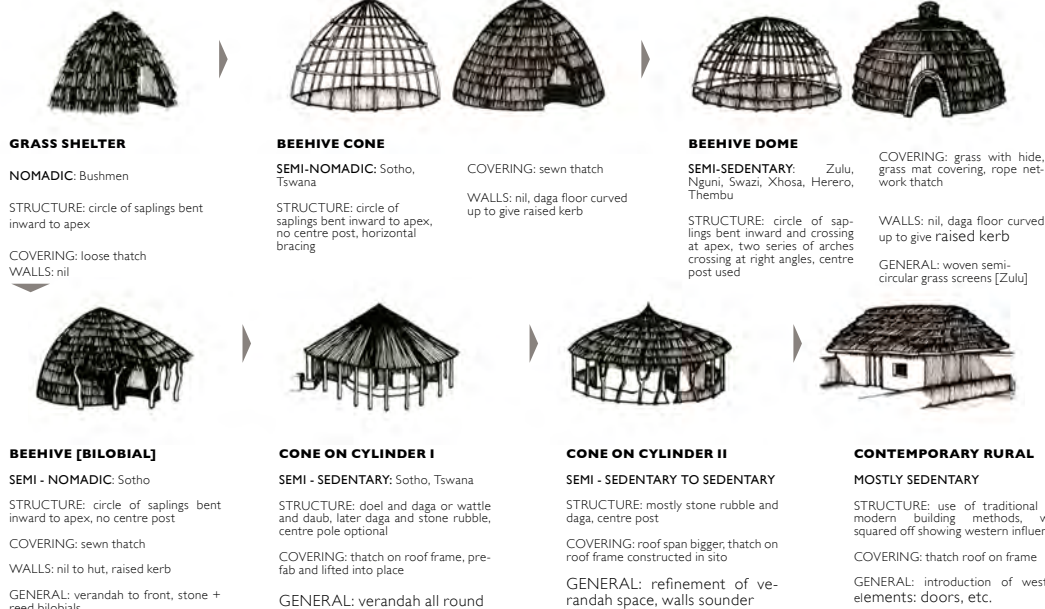 GRASS SHELTER
NOMADIC: Bushmen
STRUCTURE: circle of saplings bent
inward to apex
COVERING: loose thatch
WALLS: nil
BEEHIVE CONE
SEMI-NOMADIC: Sotho,
Tswana
STRUCTURE: circle of
saplings bent inward to apex,
no centre post, horizontal
bracing
COVERING: sewn thatch
WALLS: nil, daga floor curved
up to give raised kerb
BEEHIVE DOME
SEMI-SEDENTARY: Zulu,
Nguni, Swazi, Xhosa, Herero,
Thembu
STRUCTURE: circle of sap-
lings bent inward and crossing
at apex, two series of arches
crossing at right angles, centre
post used
COVERING: grass with hide,
grass mat covering, rope net-
work thatch
WALLS: nil, daga floor curved
up to give raised kerb
GENERAL: woven semi-
circular grass screens [Zulu]
BEEHIVE [BILOBIAL]
SEMI - NOMADIC: Sotho
STRUCTURE: circle of saplings bent
inward to apex, no centre post
COVERING: sewn thatch
WALLS: nil to hut, raised kerb
GENERAL: verandah to front, stone +
reed bilobials
CONE ON CYLINDER I
SEMI - SEDENTARY: Sotho, Tswana
STRUCTURE: doel and daga or wattle
and daub, later daga and stone rubble,
centre pole optional
COVERING: thatch on roof frame, pre-
fab and lifted into place
GENERAL: verandah all round
CONE ON CYLINDER II
SEMI - SEDENTARY TO SEDENTARY
STRUCTURE: mostly stone rubble and
daga, centre post
COVERING: roof span bigger, thatch on
roof frame constructed in sito
GENERAL: refinement of ve-
randah space, walls sounder
CONTEMPORARY RURAL
MOSTLY SEDENTARY
STRUCTURE: use of traditional
modern building methods,
squared off showing western
COVERING: thatch roof on frame
GENERAL: introduction of
elements: doors, etc.